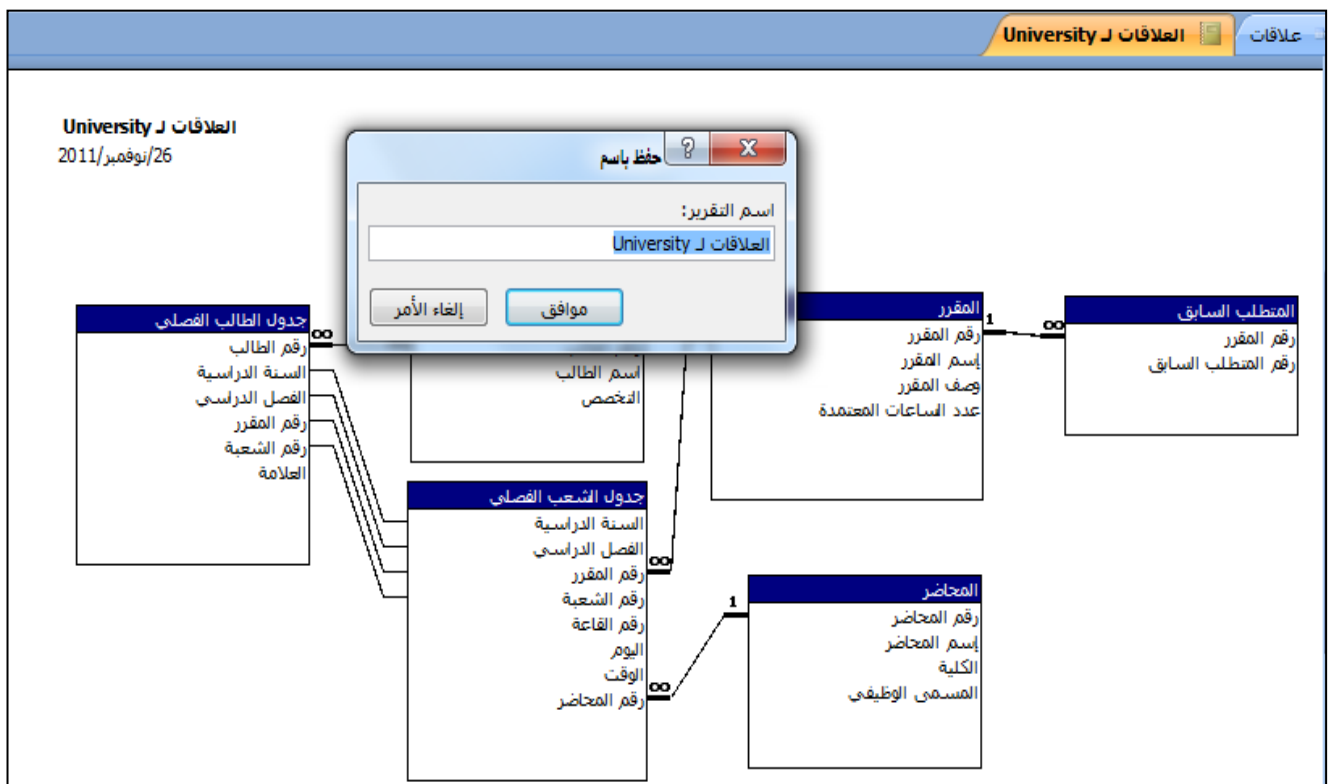 علاقات
العلاقات لـ University
العلاقات لـ University
26/نوفمبر/2011
حفظ باسم
اسم التقرير:
العلاقات لـ University
موافق
إلغاء الأمر
المتطلب السابق
رقم المقرر
رقم المتطلب السابق
∞
1
المقرر
رقم المقرر
إسم المقرر
وصف المقرر
عدد الساعات المعتمدة
اسم الطالب
التخصص
جدول الطالب الفصلي
رقم الطالب
السنة الدراسية
الفصل الدراسي
رقم المقرر
رقم الشعبة
العلامة
∞
جدول الشعب الفصلي
السنة الدراسية
الفصل الدراسي
رقم المقرر
رقم الشعبة
رقم القاعة
اليوم
الوقت
رقم المحاضر
∞
∞
1
المحاضر
رقم المحاضر
إسم المحاضر
الكلية
المسمى الوظيفي